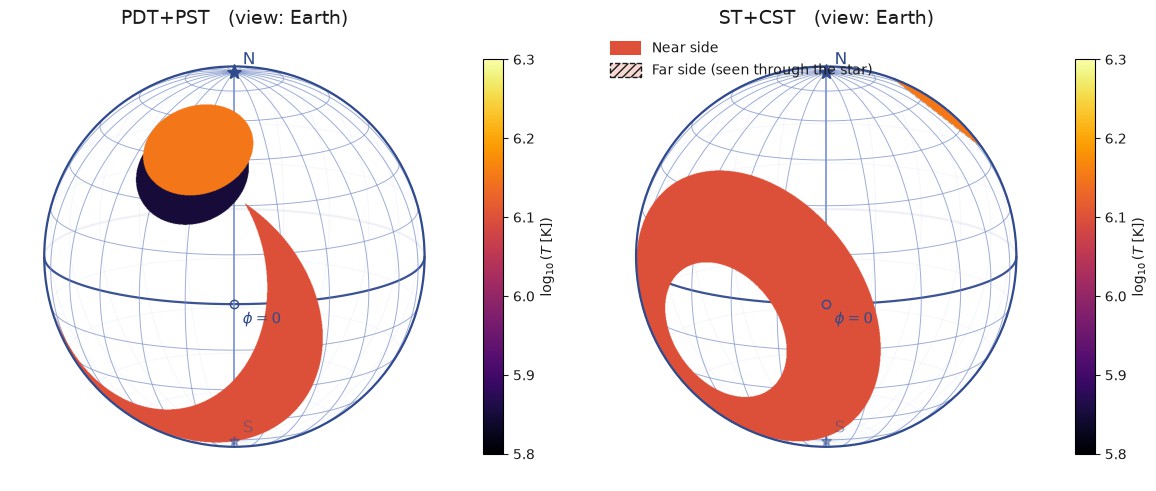 PDT+PST (view: Earth)
N
ϕ = 0
S
6.3
6.2
6.1
6.0
5.9
5.8
log₁₀(T [K])
ST+CST (view: Earth)
Near side
Far side (seen through the star)
N
ϕ = 0
S
6.3
6.2
6.1
6.0
5.9
5.8
log₁₀(T [K])